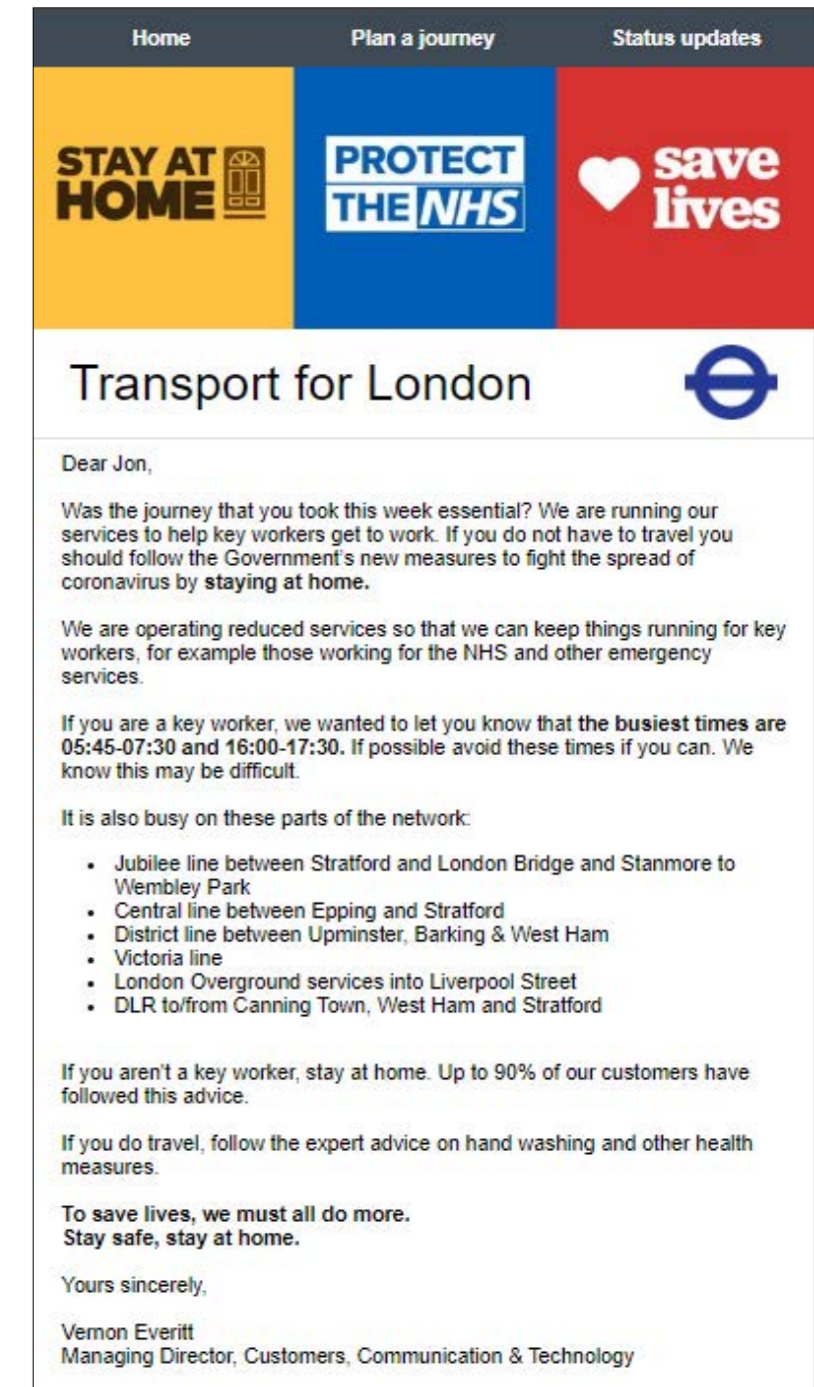 Home Plan a journey Status updates
STAY AT
HOME
PROTECT
THE NHS
save
lives
Transport for London
Dear Jon,
Was the journey that you took this week essential? We are running our
services to help key workers get to work. If you do not have to travel you
should follow the Government's new measures to fight the spread of
coronavirus by staying at home.
We are operating reduced services so that we can keep things running for key
workers, for example those working for the NHS and other emergency
services.
If you are a key worker, we wanted to let you know that the busiest times are
05:45-07:30 and 16:00-17:30. If possible avoid these times if you can. We
know this may be difficult.
It is also busy on these parts of the network:
• Jubilee line between Stratford and London Bridge and Stanmore to
Wembley Park
• Central line between Epping and Stratford
• District line between Upminster, Barking & West Ham
• Victoria line
• London Overground services into Liverpool Street
• DLR to/from Canning Town, West Ham and Stratford
If you aren't a key worker, stay at home. Up to 90% of our customers have
followed this advice.
If you do travel, follow the expert advice on hand washing and other health
measures.
To save lives, we must all do more.
Stay safe, stay at home.
Yours sincerely,
Vernon Everitt
Managing Director, Customers, Communication & Technology